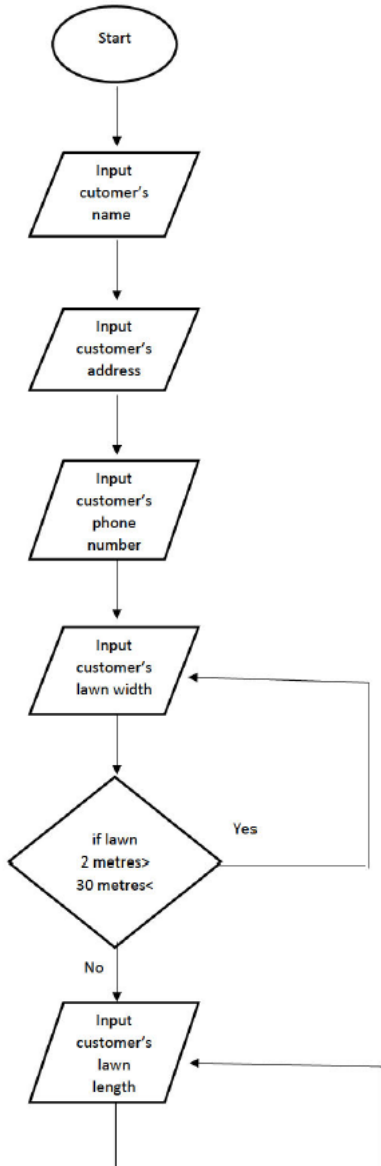 Start
Input
cutomer's
name
Input
customer's
address
Input
customer's
phone
number
Input
customer's
lawn width
if lawn
2 metres>
30 metres<
Yes
No
Input
customer's
lawn
length